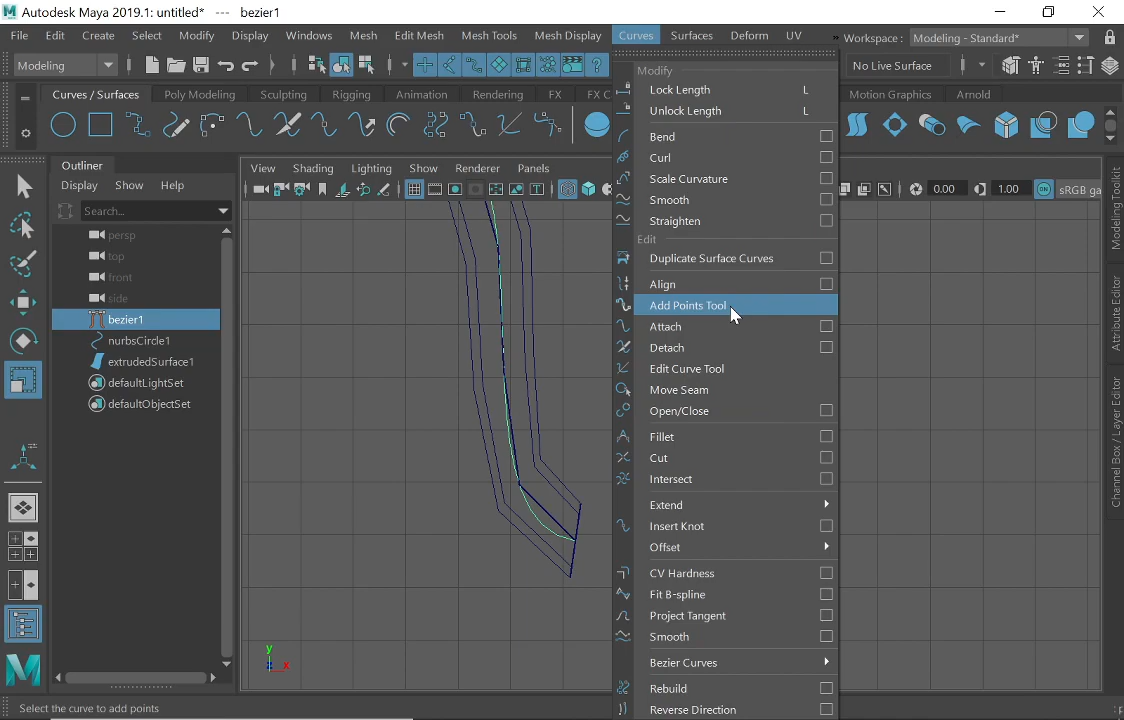 Autodesk Maya 2019.1: untitled* --- bezier1
File Edit Create Select Modify Display Windows Mesh Edit Mesh Mesh Tools Mesh Display Curves Surfaces Deform UV » Workspace: Modeling - Standard*
Modeling No Live Surface
Curves / Surfaces Poly Modeling Sculpting Rigging Animation Rendering FX FX C Motion Graphics Arnold
Outliner
Display Show Help
Search...
persp
top
front
side
bezier1
nurbsCircle1
extrudedSurface1
defaultLightSet
defaultObjectSet
View Shading Lighting Show Renderer Panels
0.00 1.00 ON sRGB ga
y
z x
Modify
Lock Length L
Unlock Length L
Bend
Curl
Scale Curvature
Smooth
Straighten
Edit
Duplicate Surface Curves
Align
Add Points Tool
Attach
Detach
Edit Curve Tool
Move Seam
Open/Close
Fillet
Cut
Intersect
Extend
Insert Knot
Offset
CV Hardness
Fit B-spline
Project Tangent
Smooth
Bezier Curves
Rebuild
Reverse Direction
Modeling Toolkit
Attribute Editor
Channel Box / Layer Editor
Select the curve to add points